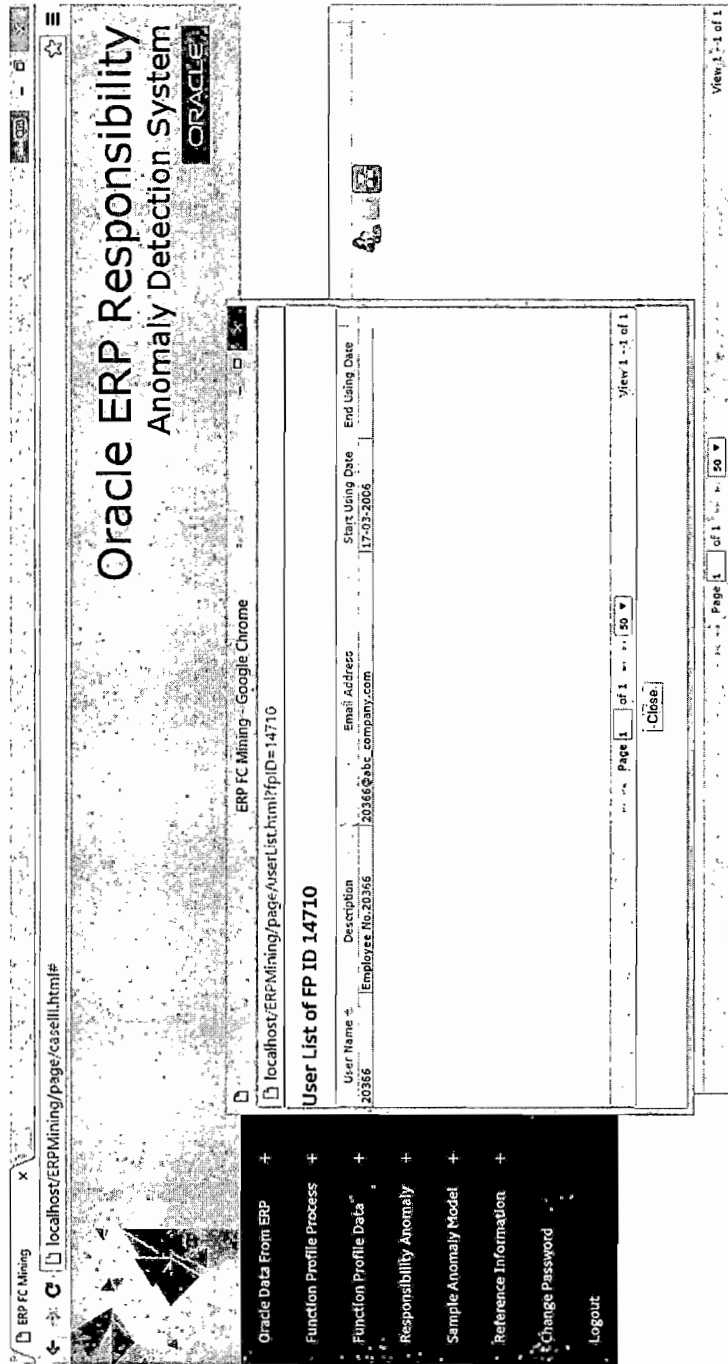 ERP FC Mining
localhost/ERPMining/page/caseIII.html#
Oracle ERP Responsibility
Anomaly Detection System
ORACLE
Oracle Data From ERP +
Function Profile Process +
Function Profile Data +
Responsibility Anomaly +
Sample Anomaly Model +
Reference Information +
Change Password
Logout
ERP FC Mining - Google Chrome
localhost/ERPMining/page/userList.html?fpID=14710
User List of FP ID 14710
User Name Description Email Address Start Using Date End Using Date
20366 Employee No.20366 20366@abc_company.com 17-03-2006
Page 1 of 1 50 View 1 - 1 of 1
Close
Page 1 of 1 50 View 1 - 1 of 1